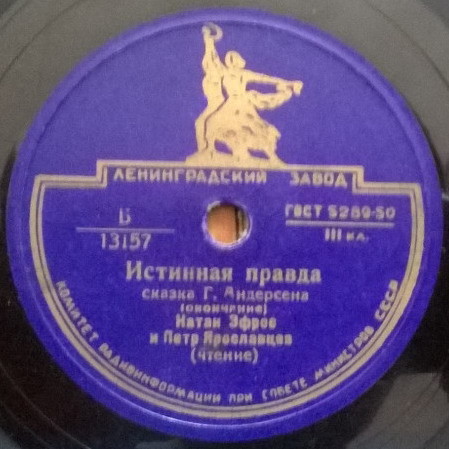 ЛЕНИНГРАДСКИЙ ЗАВОД
Б
13157
ГОСТ 5289-50
III кл.
Истинная правда
сказка Г. Андерсена
(окончание)
Натан Эфрос
и Петр Ярославцев
(чтение)
КОМИТЕТ РАДИОИНФОРМАЦИИ ПРИ СОВЕТЕ МИНИСТРОВ СССР